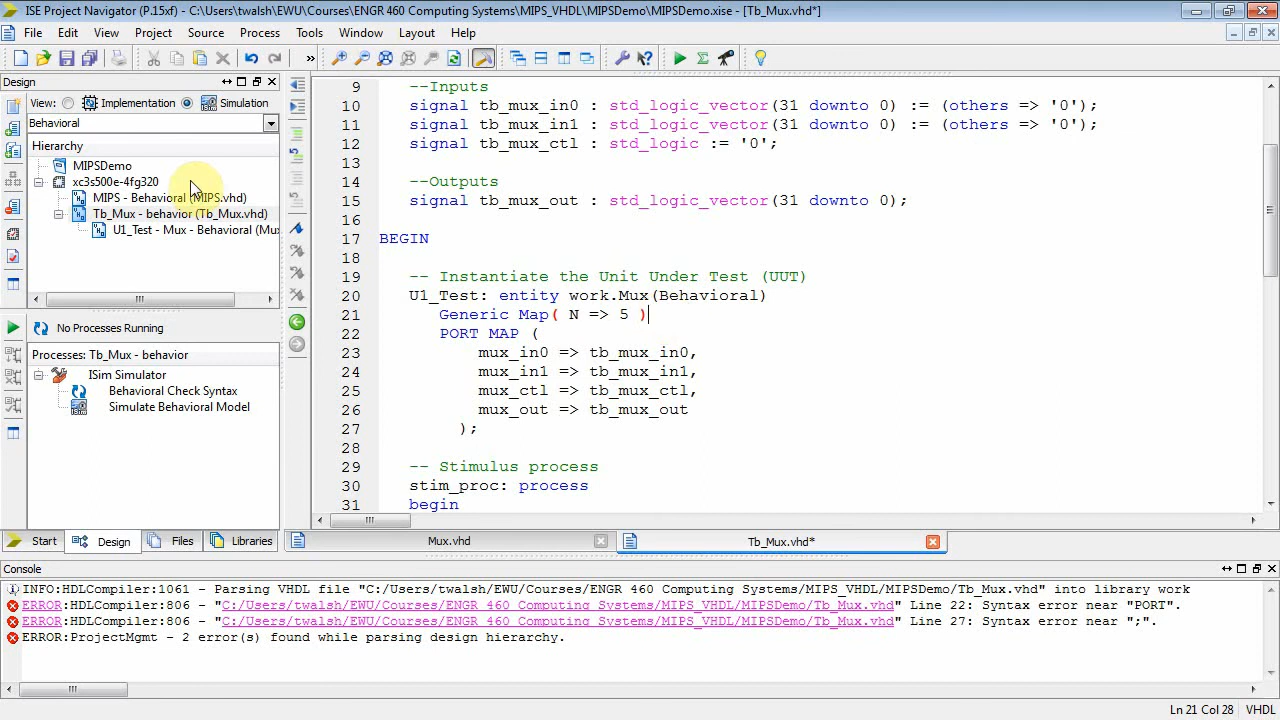 ISE Project Navigator (P.15xf) - C:\Users\twalsh\EWU\Courses\ENGR 460 Computing Systems\MIPS_VHDL\MIPSDemo\MIPSDemo.xise - [Tb_Mux.vhd*]
File Edit View Project Source Process Tools Window Layout Help
Design
View: Implementation Simulation
Behavioral
Hierarchy
MIPSDemo
xc3s500e-4fg320
MIPS - Behavioral (MIPS.vhd)
Tb_Mux - behavior (Tb_Mux.vhd)
U1_Test - Mux - Behavioral (Mu
No Processes Running
Processes: Tb_Mux - behavior
ISim Simulator
Behavioral Check Syntax
Simulate Behavioral Model
Start Design Files Libraries
9 --Inputs
10 signal tb_mux_in0 : std_logic_vector(31 downto 0) := (others => '0');
11 signal tb_mux_in1 : std_logic_vector(31 downto 0) := (others => '0');
12 signal tb_mux_ctl : std_logic := '0';
13
14 --Outputs
15 signal tb_mux_out : std_logic_vector(31 downto 0);
16
17 BEGIN
18
19 -- Instantiate the Unit Under Test (UUT)
20 U1_Test: entity work.Mux(Behavioral)
21 Generic Map( N => 5 )
22 PORT MAP (
23 mux_in0 => tb_mux_in0,
24 mux_in1 => tb_mux_in1,
25 mux_ctl => tb_mux_ctl,
26 mux_out => tb_mux_out
27 );
28
29 -- Stimulus process
30 stim_proc: process
31 begin
Mux.vhd Tb_Mux.vhd*
Console
INFO:HDLCompiler:1061 - Parsing VHDL file "C:/Users/twalsh/EWU/Courses/ENGR 460 Computing Systems/MIPS_VHDL/MIPSDemo/Tb_Mux.vhd" into library work
ERROR:HDLCompiler:806 - "C:/Users/twalsh/EWU/Courses/ENGR 460 Computing Systems/MIPS_VHDL/MIPSDemo/Tb_Mux.vhd" Line 22: Syntax error near "PORT".
ERROR:HDLCompiler:806 - "C:/Users/twalsh/EWU/Courses/ENGR 460 Computing Systems/MIPS_VHDL/MIPSDemo/Tb_Mux.vhd" Line 27: Syntax error near ";".
ERROR:ProjectMgmt - 2 error(s) found while parsing design hierarchy.
Ln 21 Col 28 VHDL